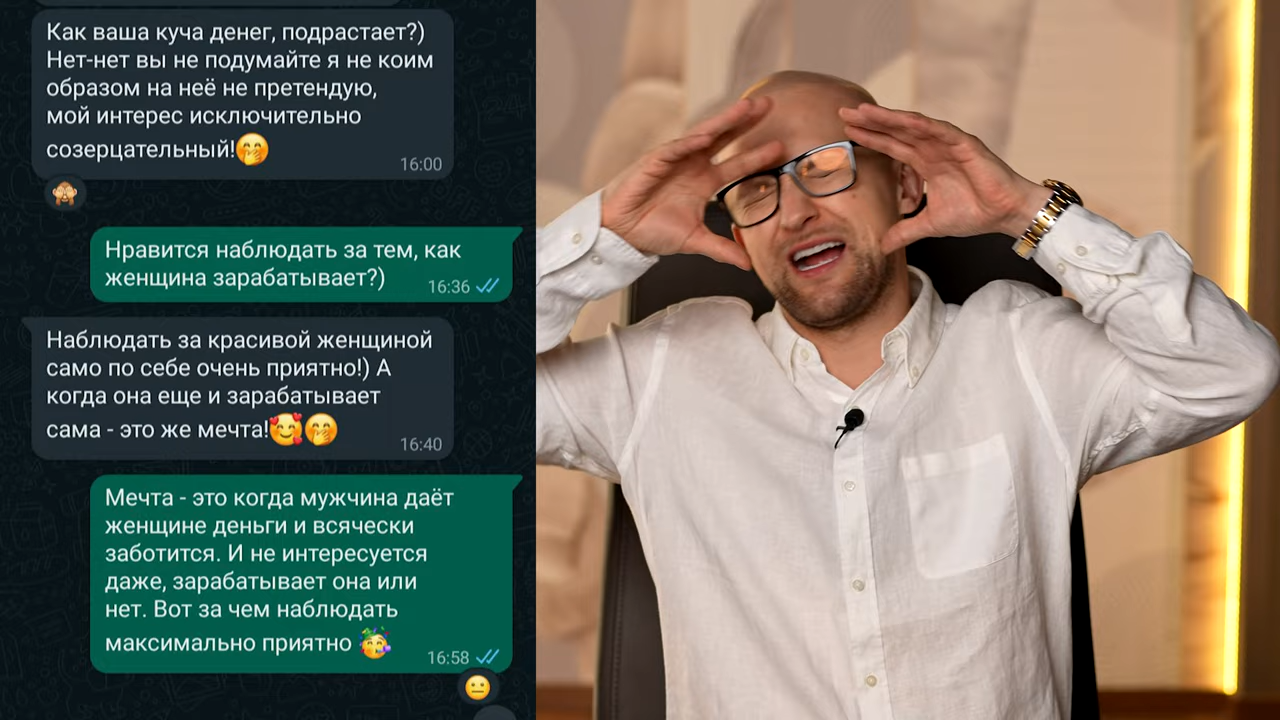 Как ваша куча денег, подрастает?)
Нет-нет вы не подумайте я не коим
образом на неё не претендую,
мой интерес исключительно
созерцательный!🤭
16:00
🙈
Нравится наблюдать за тем, как
женщина зарабатывает?)
16:36
Наблюдать за красивой женщиной
само по себе очень приятно!) А
когда она еще и зарабатывает
сама - это же мечта!🥰🤭
16:40
Мечта - это когда мужчина даёт
женщине деньги и всячески
заботится. И не интересуется
даже, зарабатывает она или
нет. Вот за чем наблюдать
максимально приятно 🥳
16:58
😐